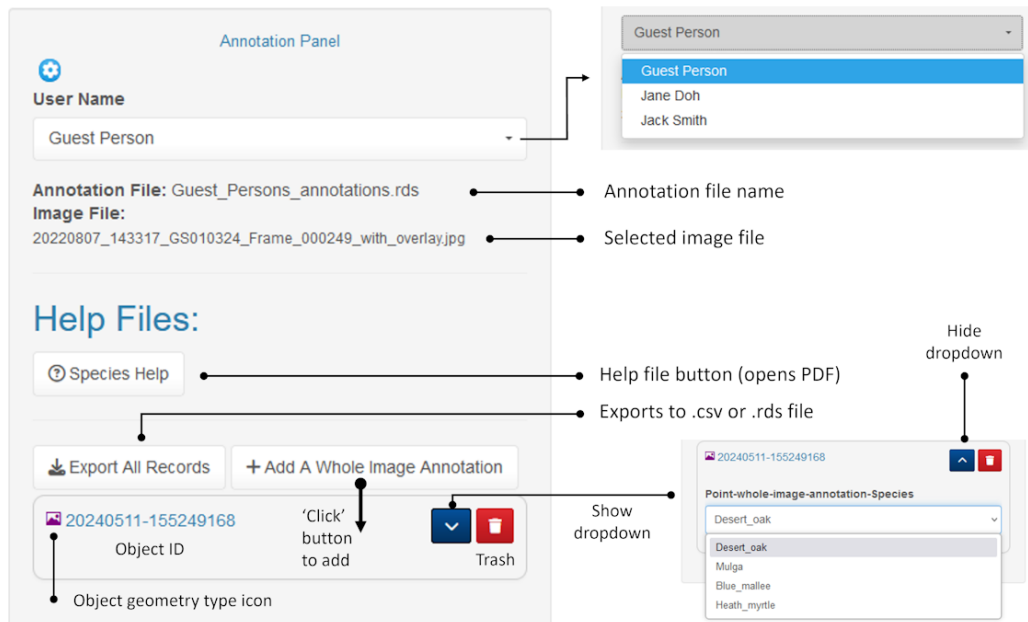 Annotation Panel
User Name
Guest Person
Annotation File: Guest_Persons_annotations.rds
Image File:
20220807_143317_GS010324_Frame_000249_with_overlay.jpg
Help Files:
Species Help
Export All Records
Add A Whole Image Annotation
20240511-155249168
Object ID
'Click'
button
to add
Trash
Object geometry type icon
Guest Person
Guest Person
Jane Doh
Jack Smith
Annotation file name
Selected image file
Help file button (opens PDF)
Exports to .csv or .rds file
Hide
dropdown
Show
dropdown
20240511-155249168
Point-whole-image-annotation-Species
Desert_oak
Desert_oak
Mulga
Blue_mallee
Heath_myrtle